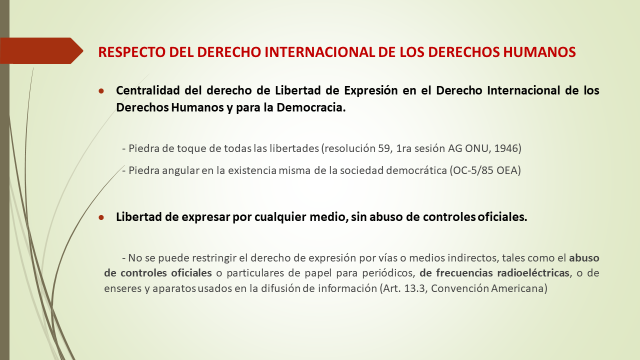 RESPECTO DEL DERECHO INTERNACIONAL DE LOS DERECHOS HUMANOS
• Centralidad del derecho de Libertad de Expresión en el Derecho Internacional de los
Derechos Humanos y para la Democracia.
- Piedra de toque de todas las libertades (resolución 59, 1ra sesión AG ONU, 1946)
- Piedra angular en la existencia misma de la sociedad democrática (OC-5/85 OEA)
• Libertad de expresar por cualquier medio, sin abuso de controles oficiales.
- No se puede restringir el derecho de expresión por vías o medios indirectos, tales como el abuso
de controles oficiales o particulares de papel para periódicos, de frecuencias radioeléctricas, o de
enseres y aparatos usados en la difusión de información (Art. 13.3, Convención Americana)